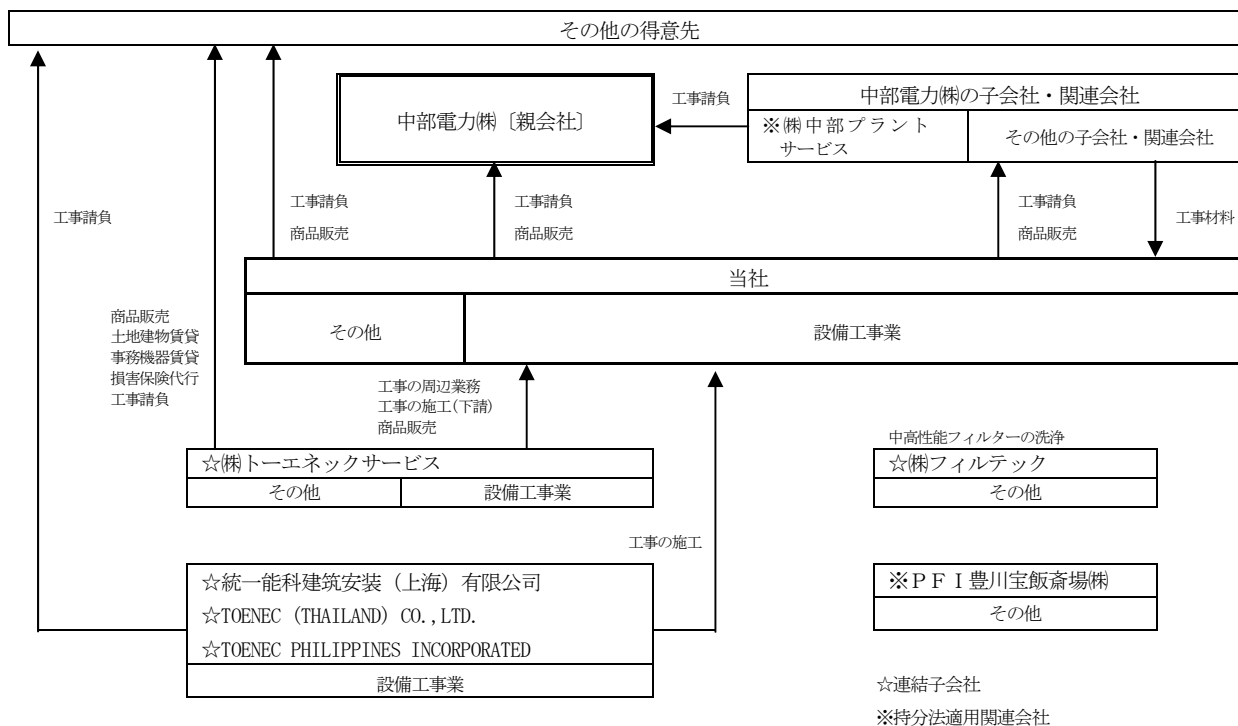 その他の得意先
中部電力㈱〔親会社〕
工事請負
中部電力㈱の子会社・関連会社
※㈱中部プラント
サービス
その他の子会社・関連会社
工事請負
工事請負
商品販売
工事請負
商品販売
工事請負
商品販売
工事材料
当社
その他
設備工事業
商品販売
土地建物賃貸
事務機器賃貸
損害保険代行
工事請負
工事の周辺業務
工事の施工(下請)
商品販売
☆㈱トーエネックサービス
その他
設備工事業
中高性能フィルターの洗浄
☆㈱フィルテック
その他
工事の施工
☆統一能科建筑安装（上海）有限公司
☆TOENEC (THAILAND) CO.,LTD.
☆TOENEC PHILIPPINES INCORPORATED
設備工事業
※ＰＦＩ豊川宝飯斎場㈱
その他
☆連結子会社
※持分法適用関連会社